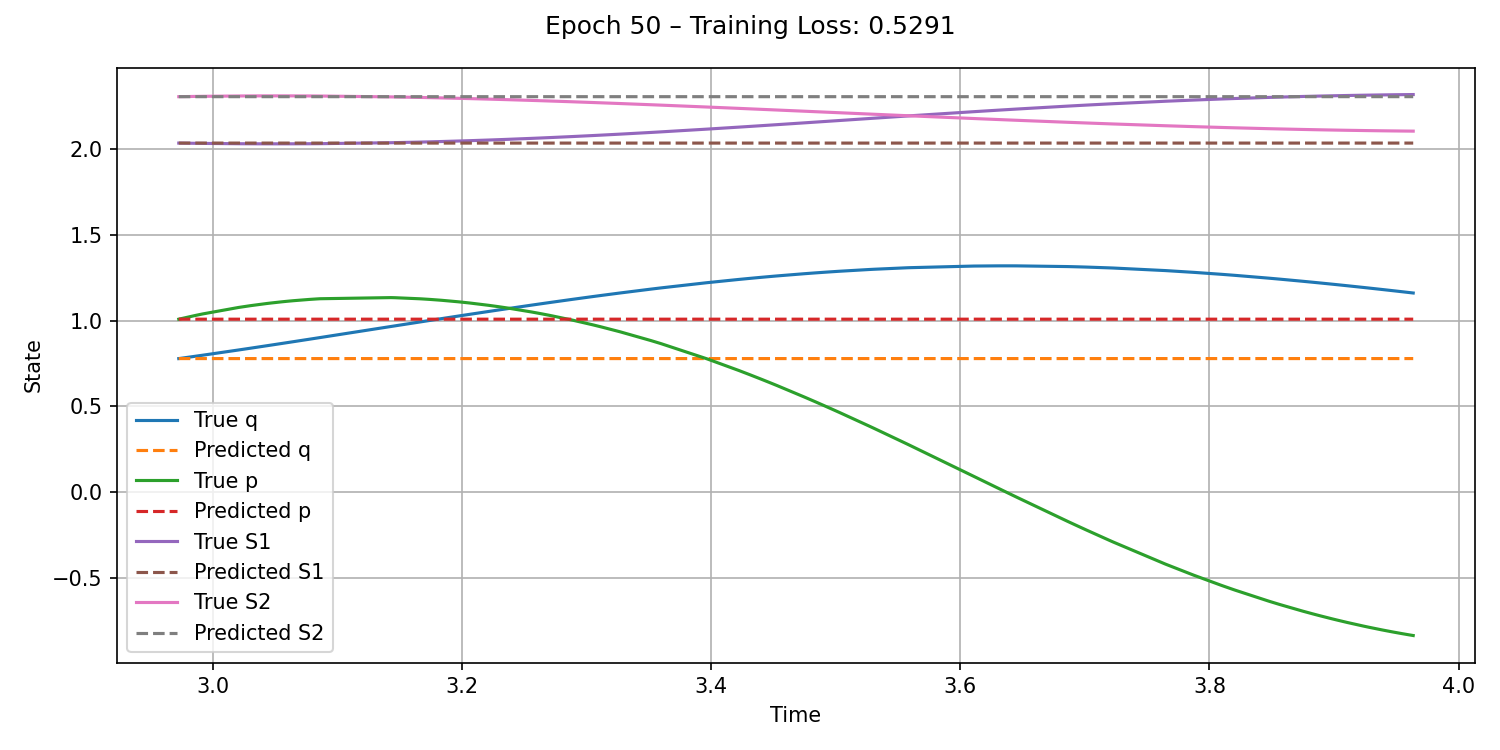 Epoch 50 – Training Loss: 0.5291
State
2.0
1.5
1.0
0.5
0.0
−0.5
True q
Predicted q
True p
Predicted p
True S1
Predicted S1
True S2
Predicted S2
3.0 3.2 3.4 3.6 3.8 4.0
Time